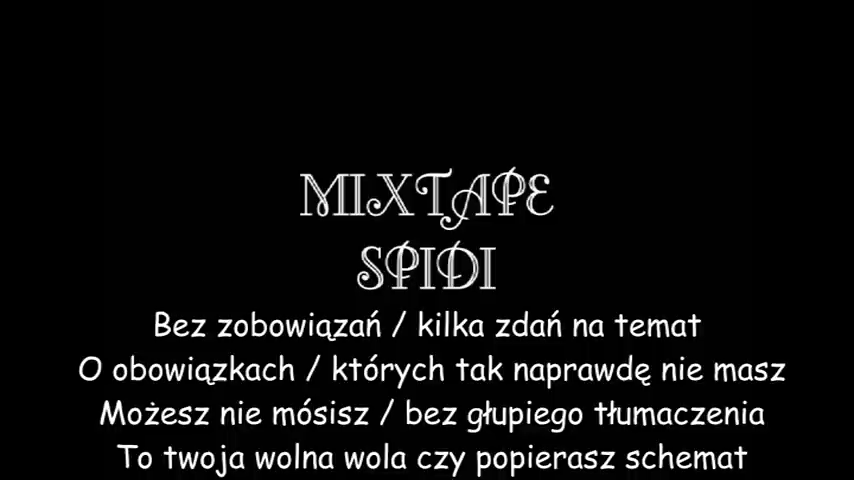 MIXTAPE
SPIDI
Bez zobowiązań / kilka zdań na temat
O obowiązkach / których tak naprawdę nie masz
Możesz nie mósisz / bez głupiego tłumaczenia
To twoja wolna wola czy popierasz schemat